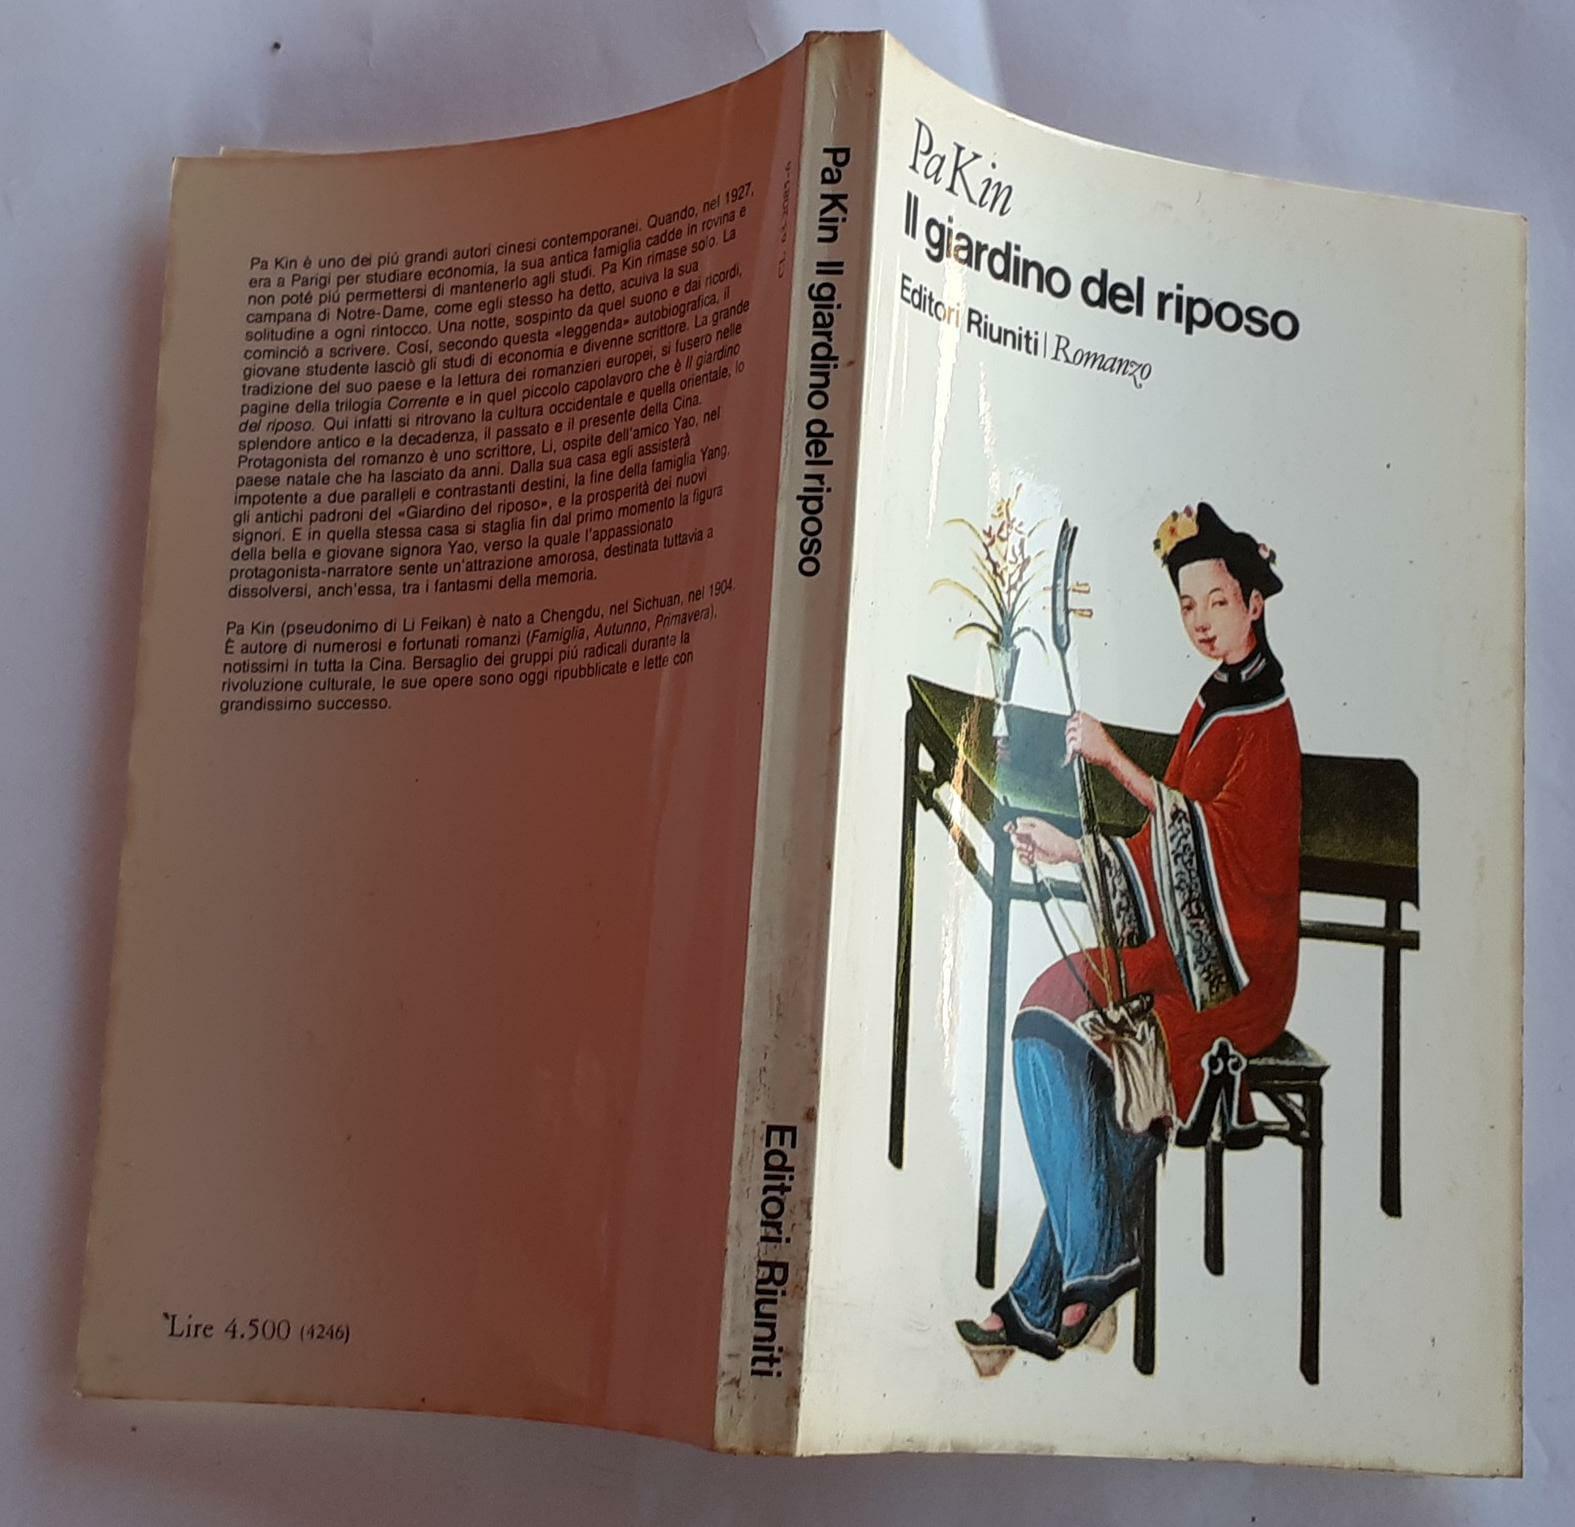 Pa Kin è uno dei piú grandi autori cinesi contemporanei. Quando, nel 1927,
era a Parigi per studiare economia, la sua antica famiglia cadde in rovina e
non poté piú permettersi di mantenerlo agli studi. Pa Kin rimase solo. La
campana di Notre-Dame, come egli stesso ha detto, acuiva la sua
solitudine a ogni rintocco. Una notte, sospinto da quel suono e dai ricordi,
cominciò a scrivere. Cosí, secondo questa «leggenda» autobiografica, il
giovane studente lasciò gli studi di economia e divenne scrittore. La grande
tradizione del suo paese e la lettura dei romanzieri europei, si fusero nelle
pagine della trilogia Corrente e in quel piccolo capolavoro che è Il giardino
del riposo. Qui infatti si ritrovano la cultura occidentale e quella orientale, lo
splendore antico e la decadenza, il passato e il presente della Cina.
Protagonista del romanzo è uno scrittore, Li, ospite dell'amico Yao, nel
paese natale che ha lasciato da anni. Dalla sua casa egli assisterà
impotente a due paralleli e contrastanti destini, la fine della famiglia Yang,
gli antichi padroni del «Giardino del riposo», e la prosperità dei nuovi
signori. E in quella stessa casa si staglia fin dal primo momento la figura
della bella e giovane signora Yao, verso la quale l'appassionato
protagonista-narratore sente un'attrazione amorosa, destinata tuttavia a
dissolversi, anch'essa, tra i fantasmi della memoria.
Pa Kin (pseudonimo di Li Feikan) è nato a Chengdu, nel Sichuan, nel 1904.
È autore di numerosi e fortunati romanzi (Famiglia, Autunno, Primavera),
notissimi in tutta la Cina. Bersaglio dei gruppi piú radicali durante la
rivoluzione culturale, le sue opere sono oggi ripubblicate e lette con
grandissimo successo.
Lire 4.500 (4246)
CL. 63-2085-6
Pa Kin Il giardino del riposo
Editori Riuniti
Pa Kin
Il giardino del riposo
Editori Riuniti | Romanzo